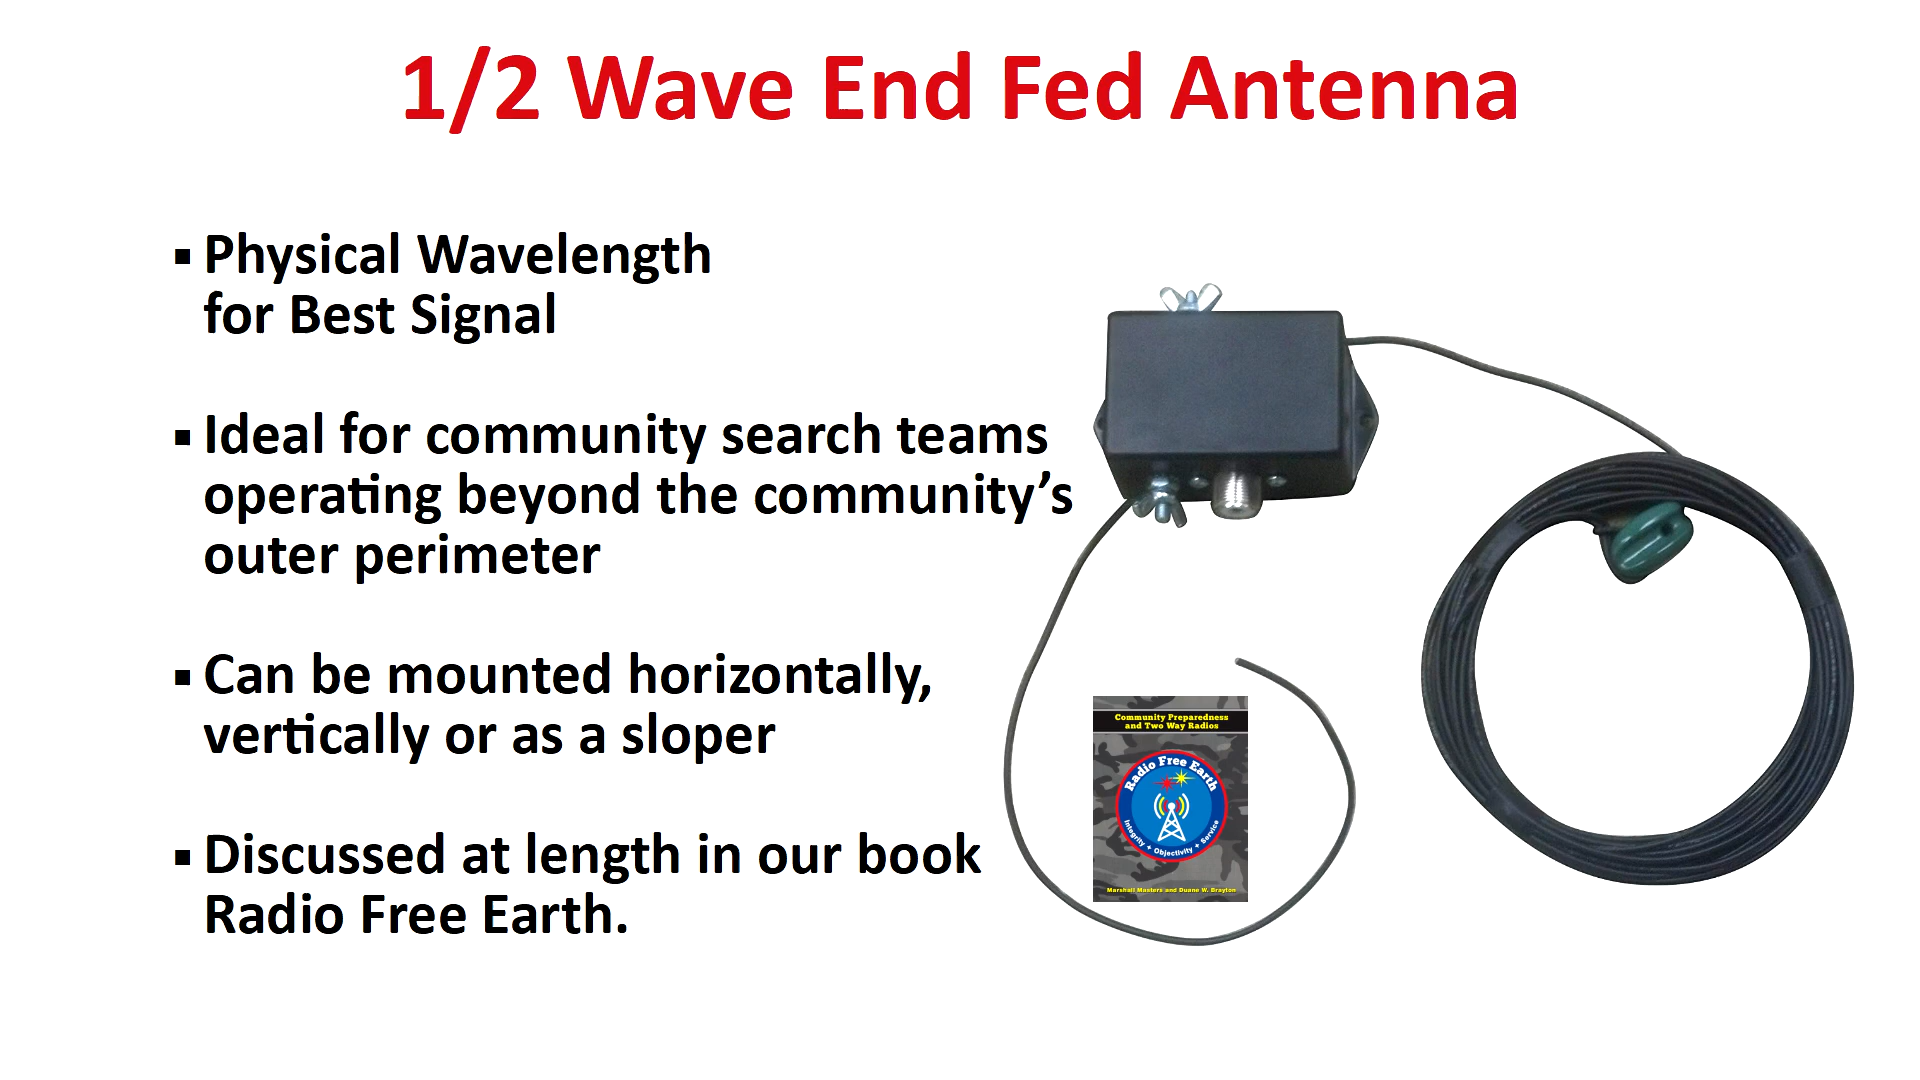 1/2 Wave End Fed Antenna
▪ Physical Wavelength
for Best Signal
▪ Ideal for community search teams
operating beyond the community’s
outer perimeter
▪ Can be mounted horizontally,
vertically or as a sloper
▪ Discussed at length in our book
Radio Free Earth.
Community Preparedness
and Two Way Radios
Radio Free Earth
Integrity + Objectivity + Service
Marshall Masters and Duane W. Brayton